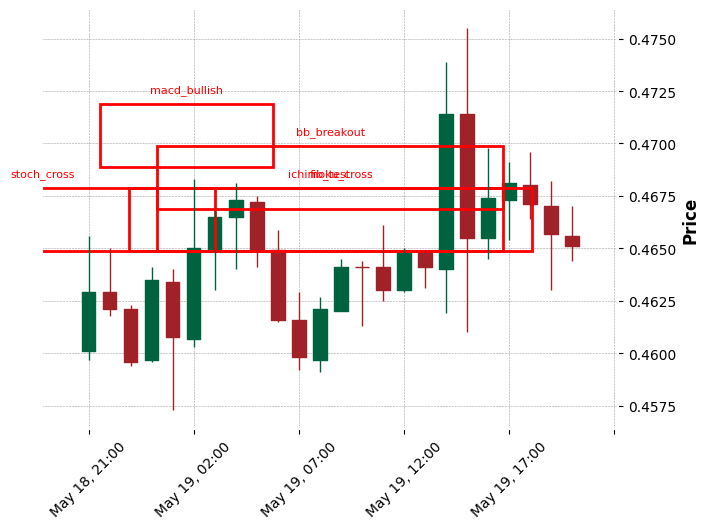 macd_bullish
bb_breakout
stoch_cross
0.4750
0.4725
0.4700
0.4675
0.4650
0.4625
0.4600
0.4575
Price
May 18, 21:00
May 19, 02:00
May 19, 07:00
May 19, 12:00
May 19, 17:00